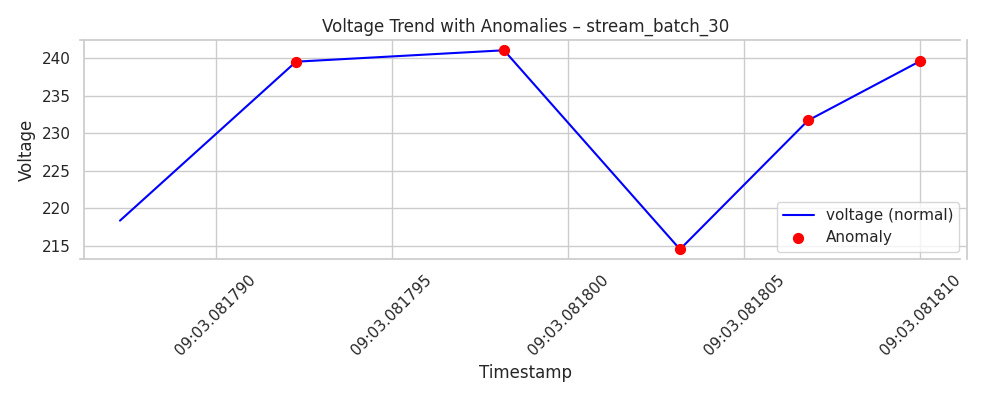 Voltage Trend with Anomalies – stream_batch_30
Voltage
240
235
230
225
220
215
voltage (normal)
Anomaly
09:03.081790
09:03.081795
09:03.081800
09:03.081805
09:03.081810
Timestamp